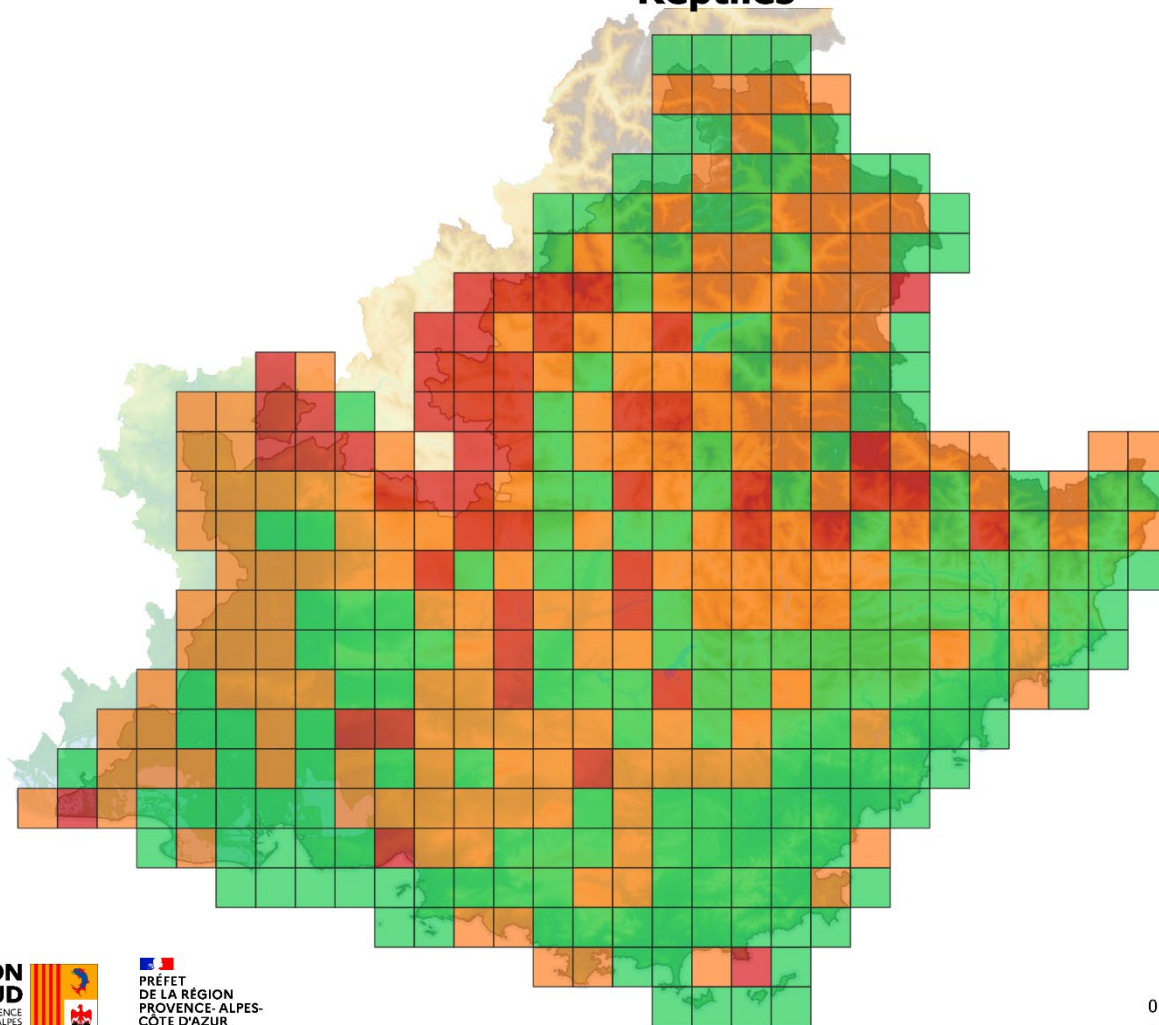 Reptiles
PRÉFET
DE LA RÉGION
PROVENCE-ALPES-
CÔTE D'AZUR
0